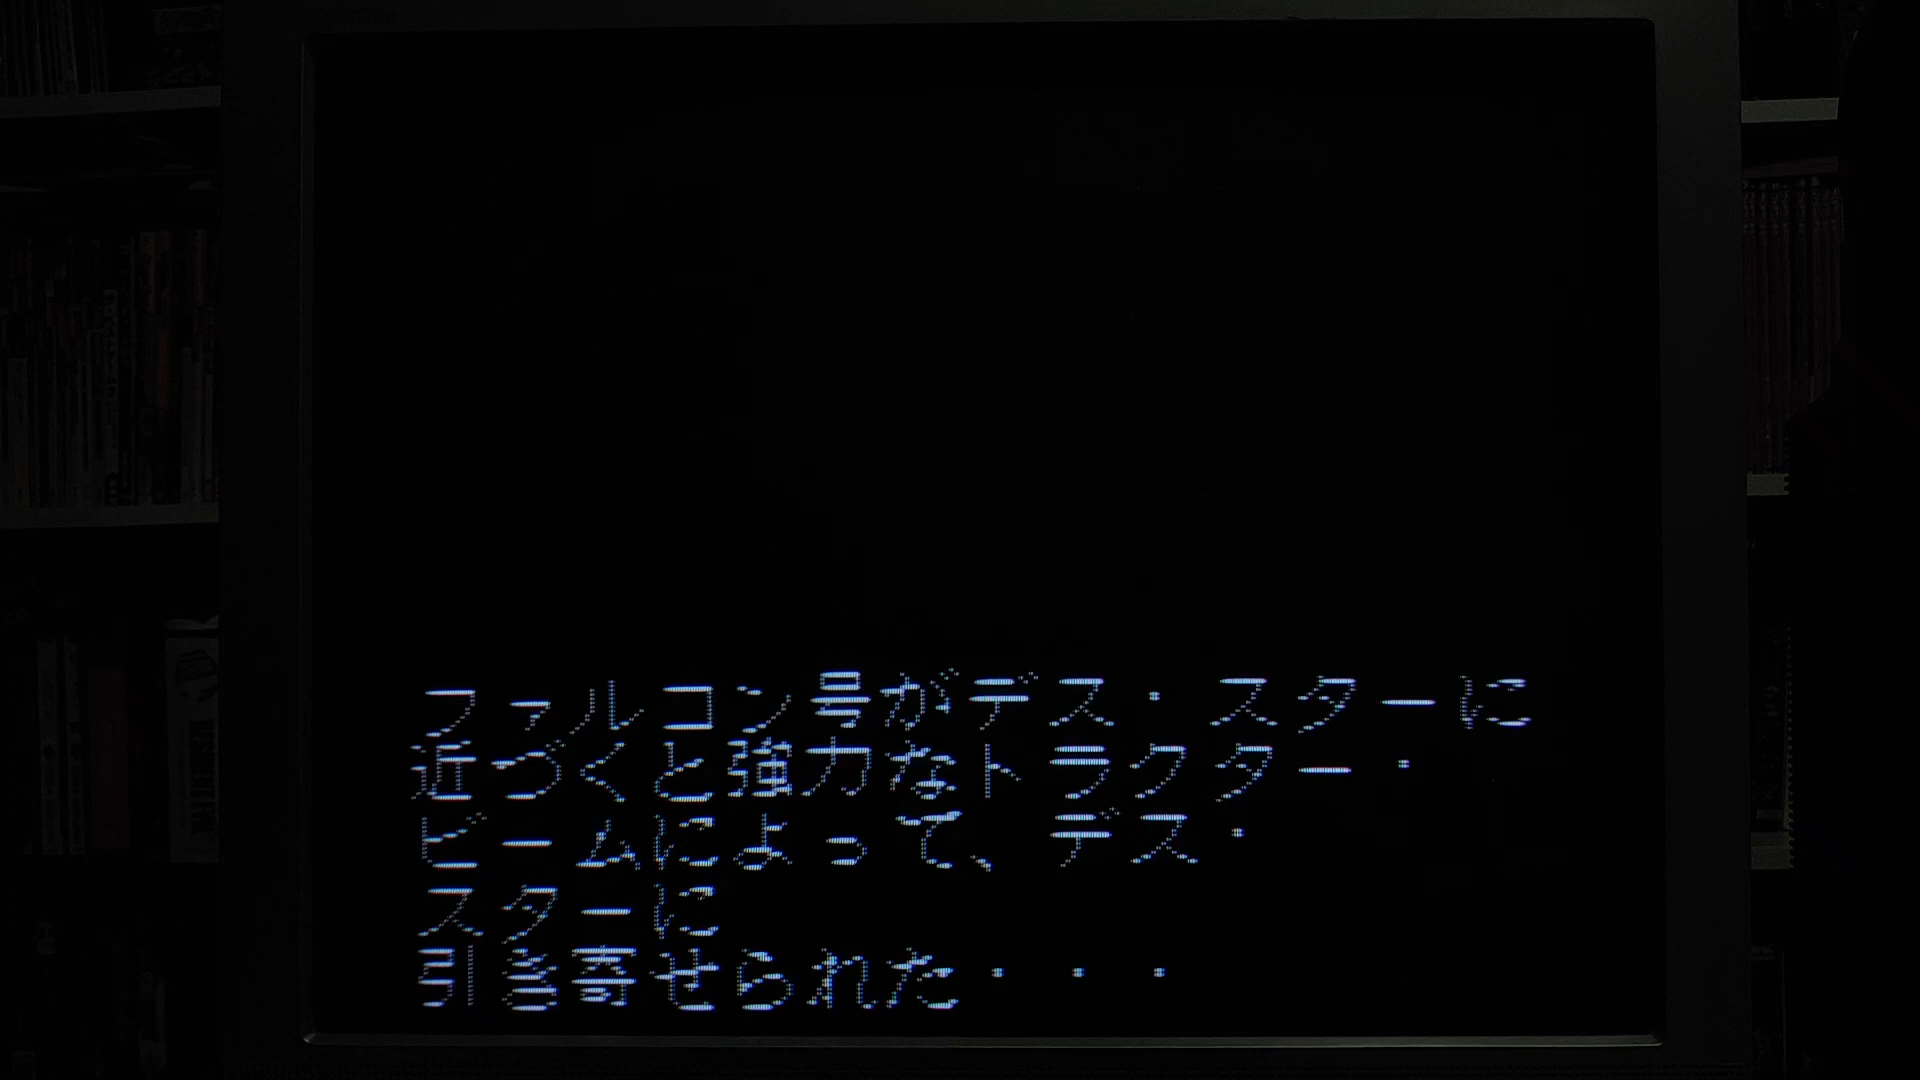 ファルコン号がデス・スターに
近づくと強力なトラクター・
ビームによって、デス・
スターに
引き寄せられた・・・